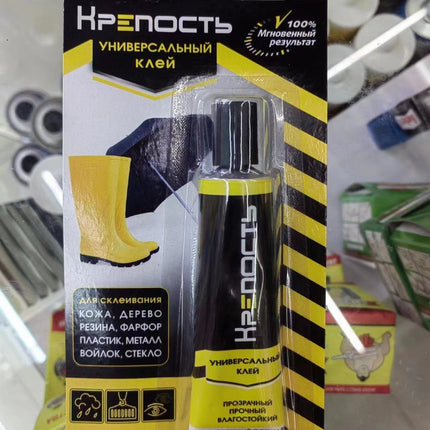 КРЕПОСТЬ
УНИВЕРСАЛЬНЫЙ
КЛЕЙ
100%
Мгновенный
результат
для склеивания
КОЖА, ДЕРЕВО
РЕЗИНА, ФАРФОР
ПЛАСТИК, МЕТАЛЛ
ВОЙЛОК, СТЕКЛО
КРЕПОСТЬ
УНИВЕРСАЛЬНЫЙ
КЛЕЙ
ПРОЗРАЧНЫЙ
ПРОЧНЫЙ
ВЛАГОСТОЙКИЙ